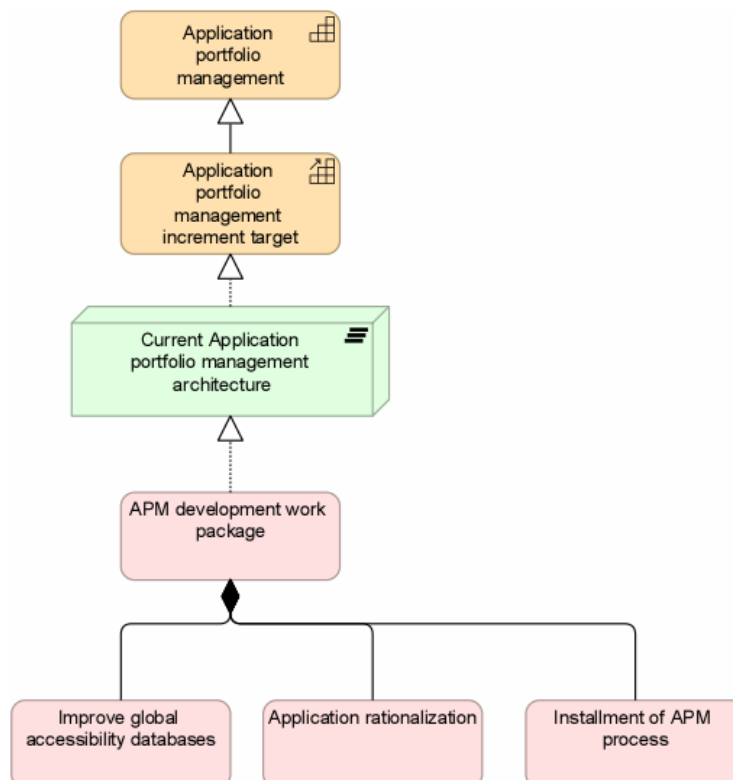 Application
portfolio
management
Application
portfolio
management
increment target
Current Application
portfolio management
architecture
APM development work
package
Improve global
accessibility databases
Application rationalization
Installment of APM
process